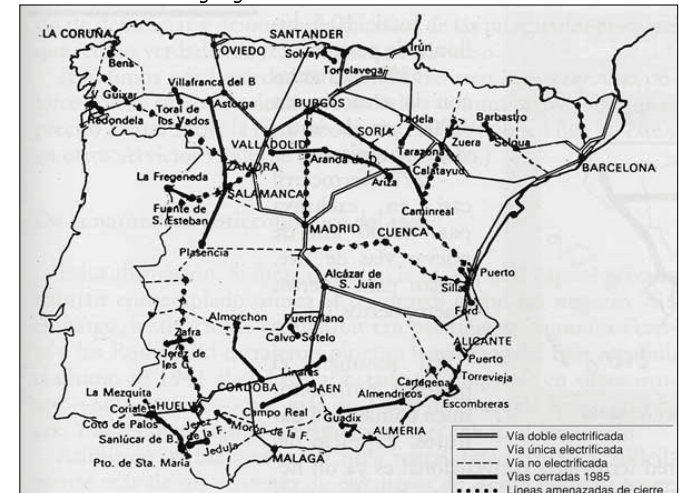 LA CORUÑA
SANTANDER
OVIEDO
Solvay
Irún
Bens
Torrelavega
Villafranca del
Guixar
Toral de
los Vados
Astorga
BURGOS
Redondela
SORIA
Tudela
Barbastro
VALLADOLID
Tarazona
Zuera
Selgua
Aranda de D.
ZAMORA
Calatayud
Ariza
BARCELONA
La Fregeneda
SALAMANCA
Fuente de
S. Esteban
Caminreal
MADRID
CUENCA
Plasencia
Alcázar de
S. Juan
Puerto
Silla
Ford
Almorchon
Puertollano
Calvo Sotelo
ALICANTE
Puerto
Zafra
Jerez de
los C.
Linares
Cartagena
Torrevieja
CORDOBA
JAEN
Almendricos
La Mezquita
Escombreras
Corrales
HUELVA
Campo Real
Guadix
Coto de Palos
Jerez
de la F.
Morón de la F.
ALMERIA
Sanlúcar de B.
Jedula
Pto. de Sta. María
MALAGA
Vía doble electrificada
Vía única electrificada
Vía no electrificada
Vias cerradas 1985
Líneas amenazadas de cierre